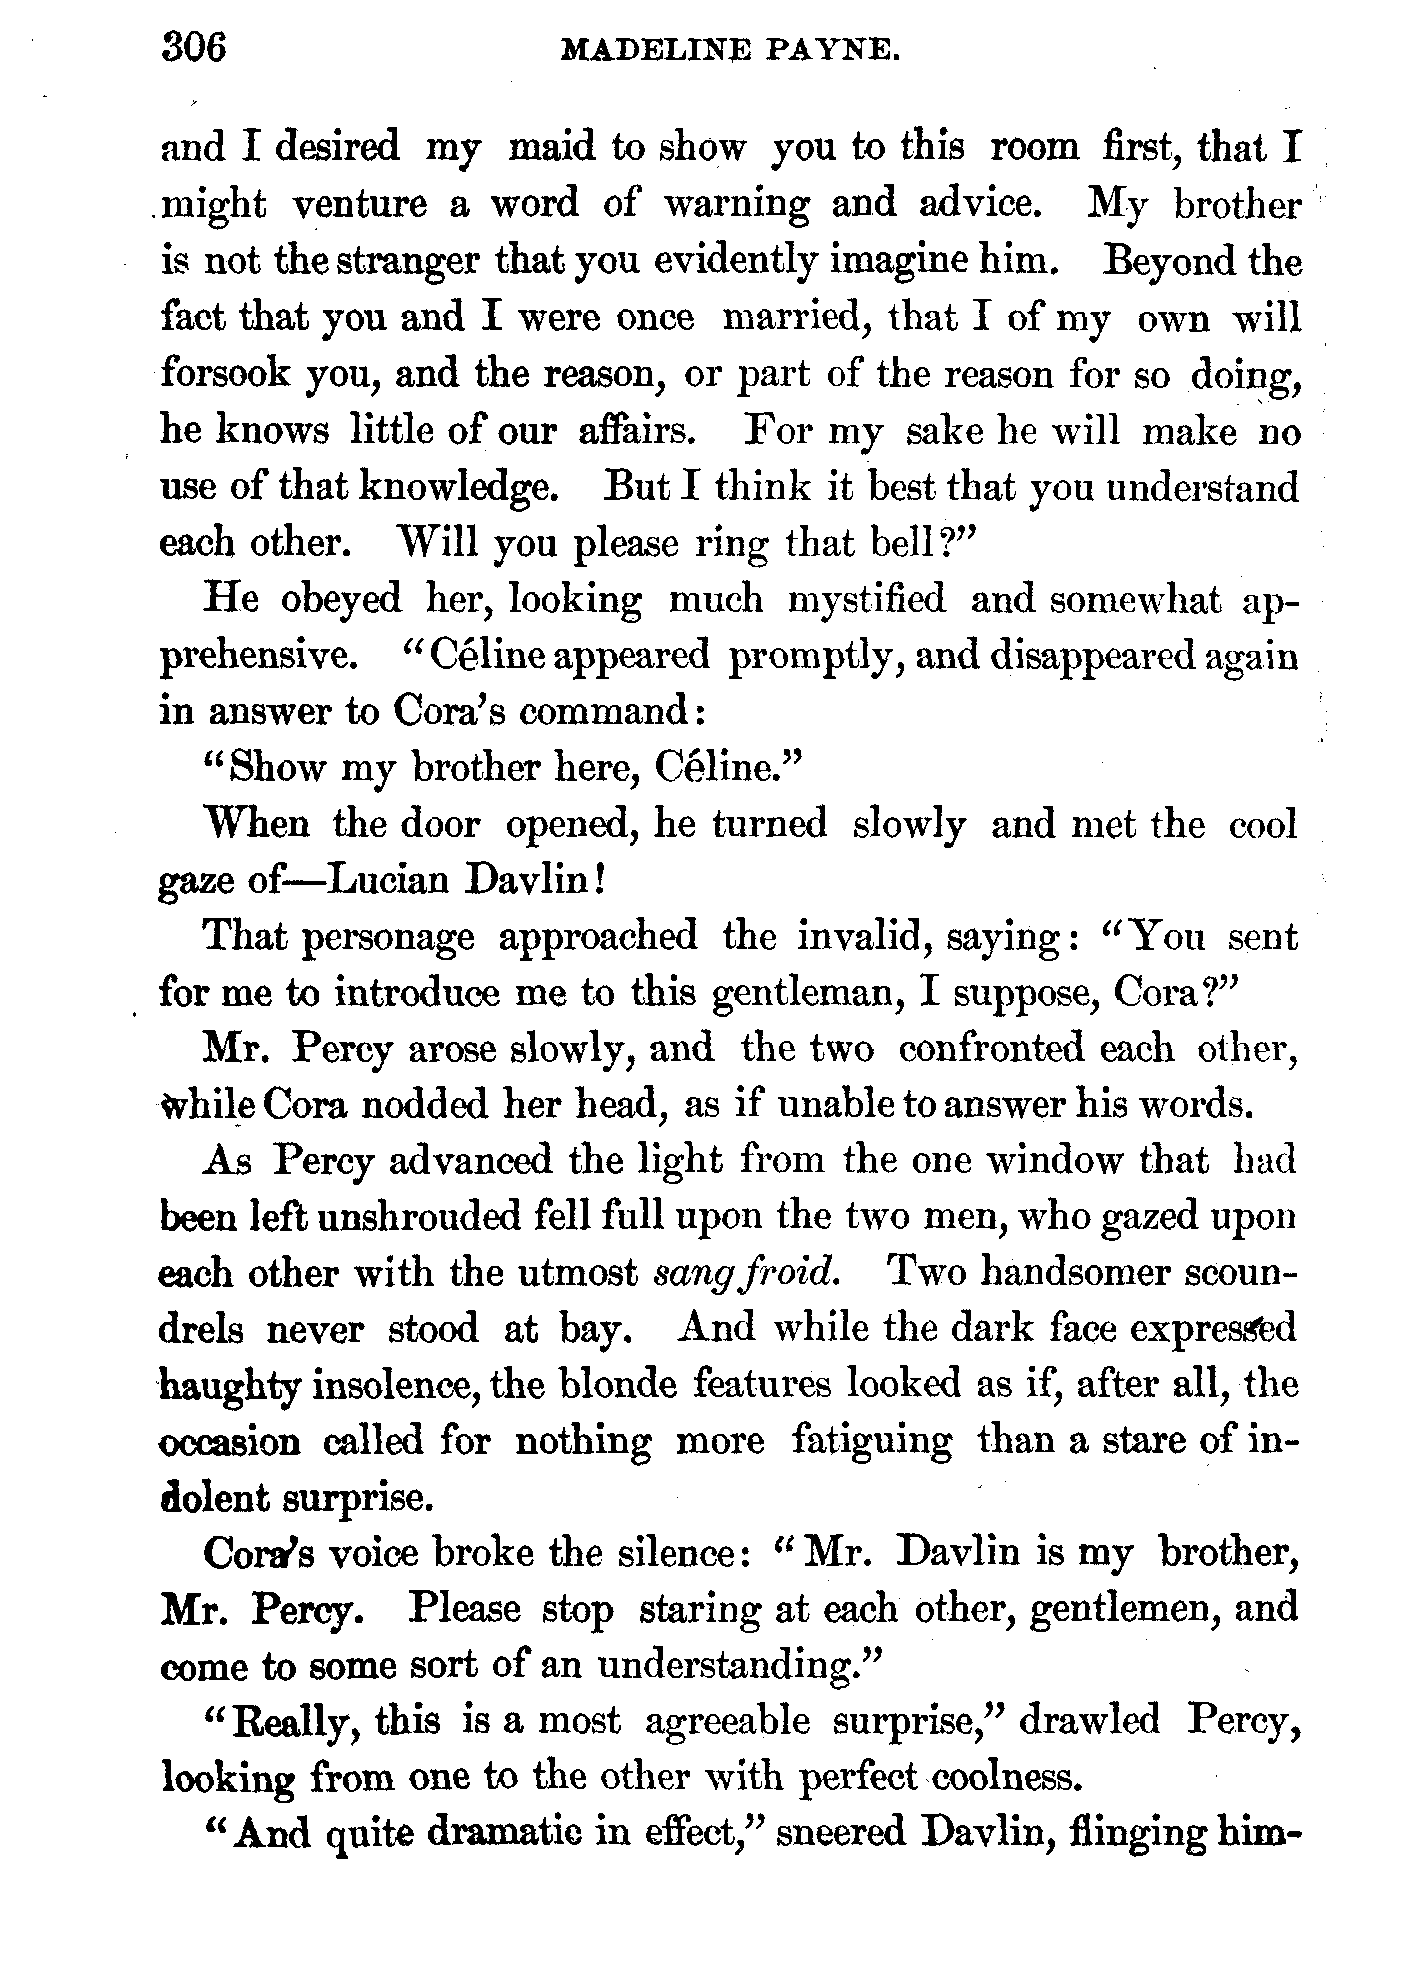 306 MADELINE PAYNE.
and I desired my maid to show you to this room first, that I
might venture a word of warning and advice. My brother
is not the stranger that you evidently imagine him. Beyond the
fact that you and I were once married, that I of my own will
forsook you, and the reason, or part of the reason for so doing,
he knows little of our affairs. For my sake he will make no
use of that knowledge. But I think it best that you understand
each other. Will you please ring that bell?”
He obeyed her, looking much mystified and somewhat ap-
prehensive. “Céline appeared promptly, and disappeared again
in answer to Cora’s command:
“Show my brother here, Céline.”
When the door opened, he turned slowly and met the cool
gaze of—Lucian Davlin!
That personage approached the invalid, saying: “You sent
for me to introduce me to this gentleman, I suppose, Cora?”
Mr. Percy arose slowly, and the two confronted each other,
while Cora nodded her head, as if unable to answer his words.
As Percy advanced the light from the one window that had
been left unshrouded fell full upon the two men, who gazed upon
each other with the utmost sang froid. Two handsomer scoun-
drels never stood at bay. And while the dark face expressed
haughty insolence, the blonde features looked as if, after all, the
occasion called for nothing more fatiguing than a stare of in-
dolent surprise.
Cora’s voice broke the silence: “Mr. Davlin is my brother,
Mr. Percy. Please stop staring at each other, gentlemen, and
come to some sort of an understanding.”
“Really, this is a most agreeable surprise,” drawled Percy,
looking from one to the other with perfect coolness.
“And quite dramatic in effect,” sneered Davlin, flinging him-